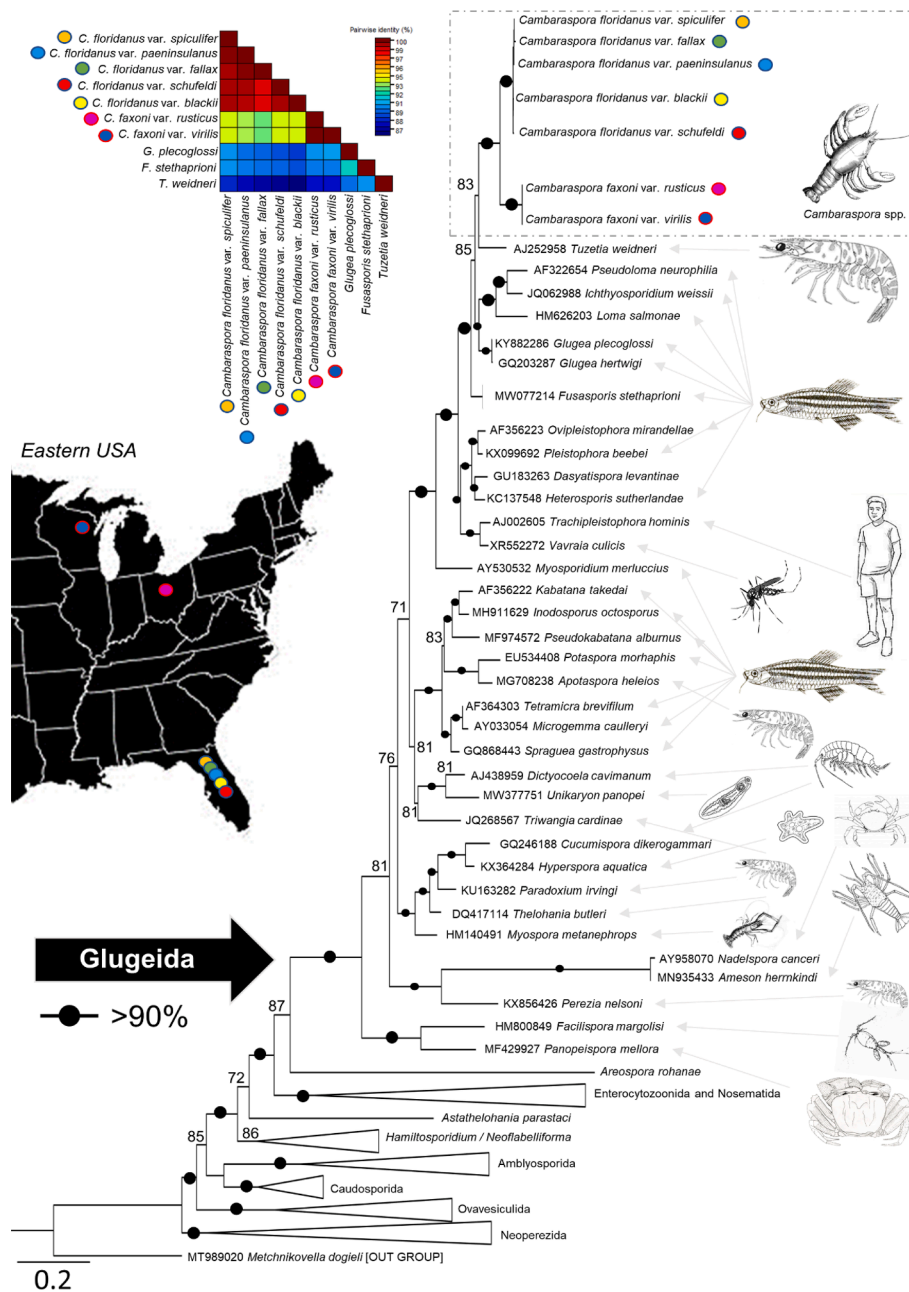 Pairwise identity (%)
100
99
98
97
95
94
93
92
91
89
88
87
C. floridanus var. spiculifer
C. floridanus var. paeninsulanus
C. floridanus var. fallax
C. floridanus var. schufeldi
C. floridanus var. blackii
C. faxoni var. rusticus
C. faxoni var. virilis
G. plecoglossi
F. stethaprioni
T. weidneri
Cambaraspora floridanus var. spiculifer
Cambaraspora floridanus var. paeninsulanus
Cambaraspora floridanus var. fallax
Cambaraspora floridanus var. schufeldi
Cambaraspora floridanus var. blackii
Cambaraspora faxoni var. rusticus
Cambaraspora faxoni var. virilis
Glugea plecoglossi
Fusasporis stethaprioni
Tuzetia weidneri
Eastern USA
Cambaraspora floridanus var. spiculifer
Cambaraspora floridanus var. fallax
Cambaraspora floridanus var. paeninsulanus
Cambaraspora floridanus var. blackii
Cambaraspora floridanus var. schufeldi
83
Cambaraspora faxoni var. rusticus
Cambaraspora faxoni var. virilis
Cambaraspora spp.
85
AJ252958 Tuzetia weidneri
AF322654 Pseudoloma neurophilia
JQ062988 Ichthyosporidium weissii
HM626203 Loma salmonae
KY882286 Glugea plecoglossi
GQ203287 Glugea hertwigi
MW077214 Fusasporis stethaprioni
AF356223 Ovipleistophora mirandellae
KX099692 Pleistophora beebei
GU183263 Dasyatispora levantinae
KC137548 Heterosporis sutherlandae
AJ002605 Trachipleistophora hominis
XR552272 Vavraia culicis
AY530532 Myosporidium merluccius
AF356222 Kabatana takedai
71
MH911629 Inodosporus octosporus
83
MF974572 Pseudokabatana alburnus
EU534408 Potaspora morhaphis
MG708238 Apotaspora heleios
AF364303 Tetramicra brevifilum
AY033054 Microgemma caulleryi
81
GQ868443 Spraguea gastrophysus
76
81
AJ438959 Dictyocoela cavimanum
MW377751 Unikaryon panopei
81
JQ268567 Triwangia cardinae
GQ246188 Cucumispora dikerogammari
KX364284 Hyperspora aquatica
81
KU163282 Paradoxium irvingi
DQ417114 Thelohania butleri
HM140491 Myospora metanephrops
Glugeida
AY958070 Nadelspora canceri
MN935433 Ameson herrnkindi
KX856426 Perezia nelsoni
>90%
87
HM800849 Facilispora margolisi
MF429927 Panopeispora mellora
Areospora rohanae
72
Enterocytozoonida and Nosematida
Astathelohania parastaci
85
86
Hamiltosporidium / Neoflabelliforma
Amblyosporida
Caudosporida
Ovavesiculida
Neoperezida
MT989020 Metchnikovella dogieli [OUT GROUP]
0.2